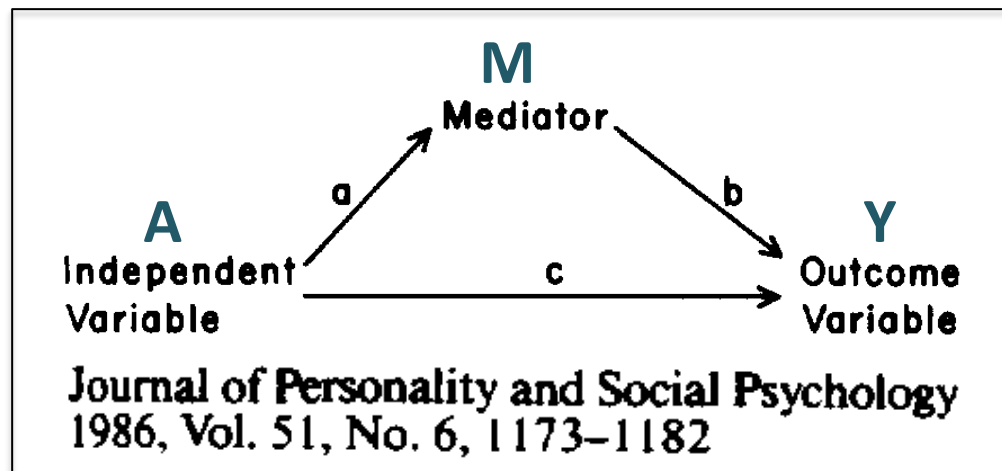 M
Mediator
a
b
A
Y
Independent
Variable
c
Outcome
Variable
Journal of Personality and Social Psychology
1986, Vol. 51, No. 6, 1173–1182